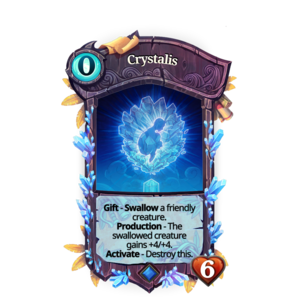 0
Crystalis
Gift - Swallow a friendly
creature.
Production - The
swallowed creature
gains +4/+4.
Activate - Destroy this.
6